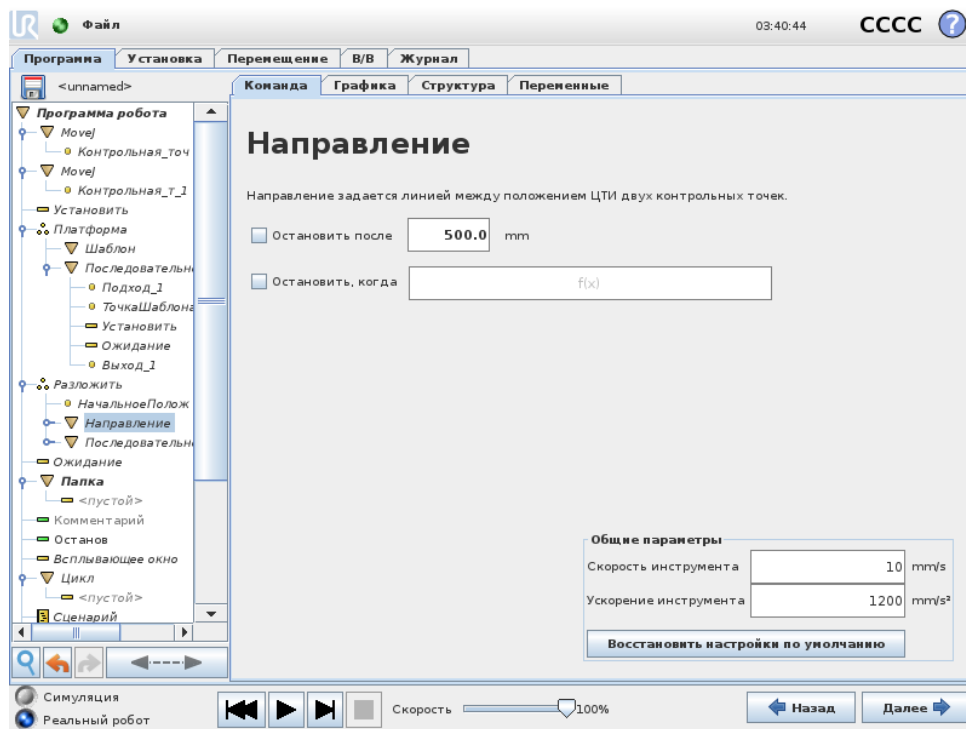 UR Файл 03:40:44 CCCC ?
Программа Установка Перемещение В/В Журнал
<unnamed>
Команда Графика Структура Переменные
Программа робота
MoveJ
Контрольная_точ
MoveJ
Контрольная_т_1
Установить
Платформа
Шаблон
Последовательн
Подход_1
ТочкаШаблона
Установить
Ожидание
Выход_1
Разложить
НачальноеПолож
Направление
Последовательн
Ожидание
Папка
<пустой>
Комментарий
Останов
Всплывающее окно
Цикл
<пустой>
Сценарий
Направление
Направление задается линией между положением ЦТИ двух контрольных точек.
Остановить после 500.0 mm
Остановить, когда f(x)
Общие параметры
Скорость инструмента 10 mm/s
Ускорение инструмента 1200 mm/s²
Восстановить настройки по умолчанию
Симуляция
Реальный робот
Скорость 100%
Назад Далее